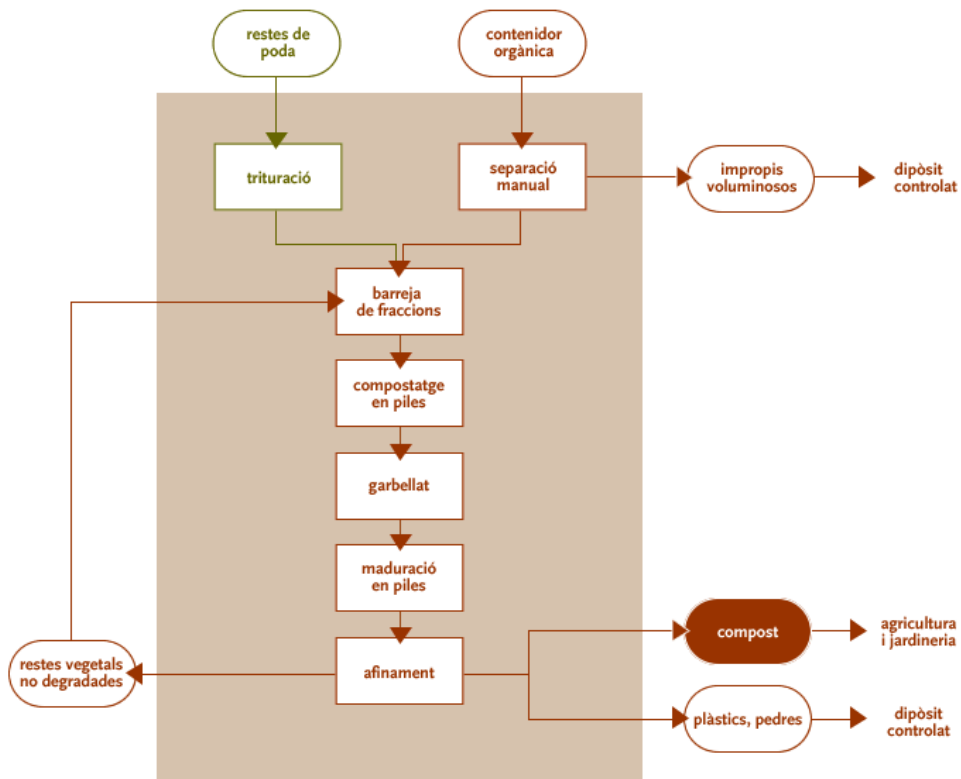 restes de
poda
contenidor
orgànica
trituració
separació
manual
impropis
voluminosos
dipòsit
controlat
barreja
de fraccions
compostatge
en piles
garbellat
maduració
en piles
compost
agricultura
i jardineria
restes vegetals
no degradades
afinament
plàstics, pedres
dipòsit
controlat